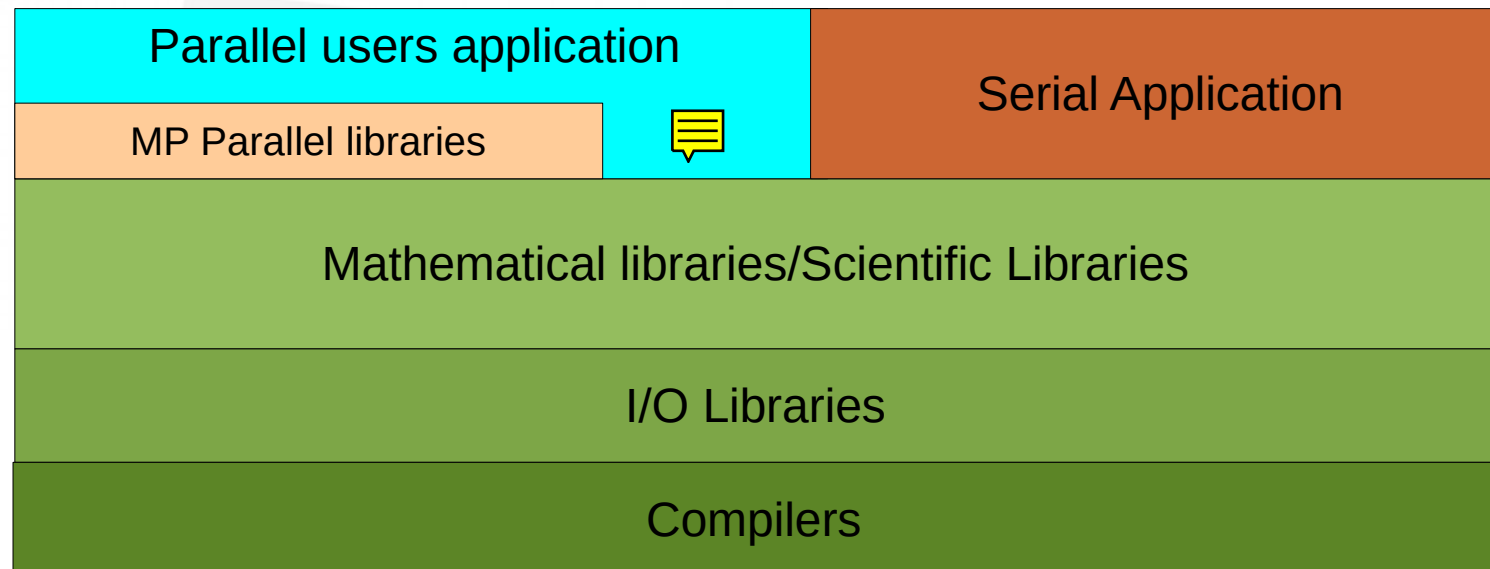 Parallel users application
Serial Application
MP Parallel libraries
Mathematical libraries/Scientific Libraries
I/O Libraries
Compilers